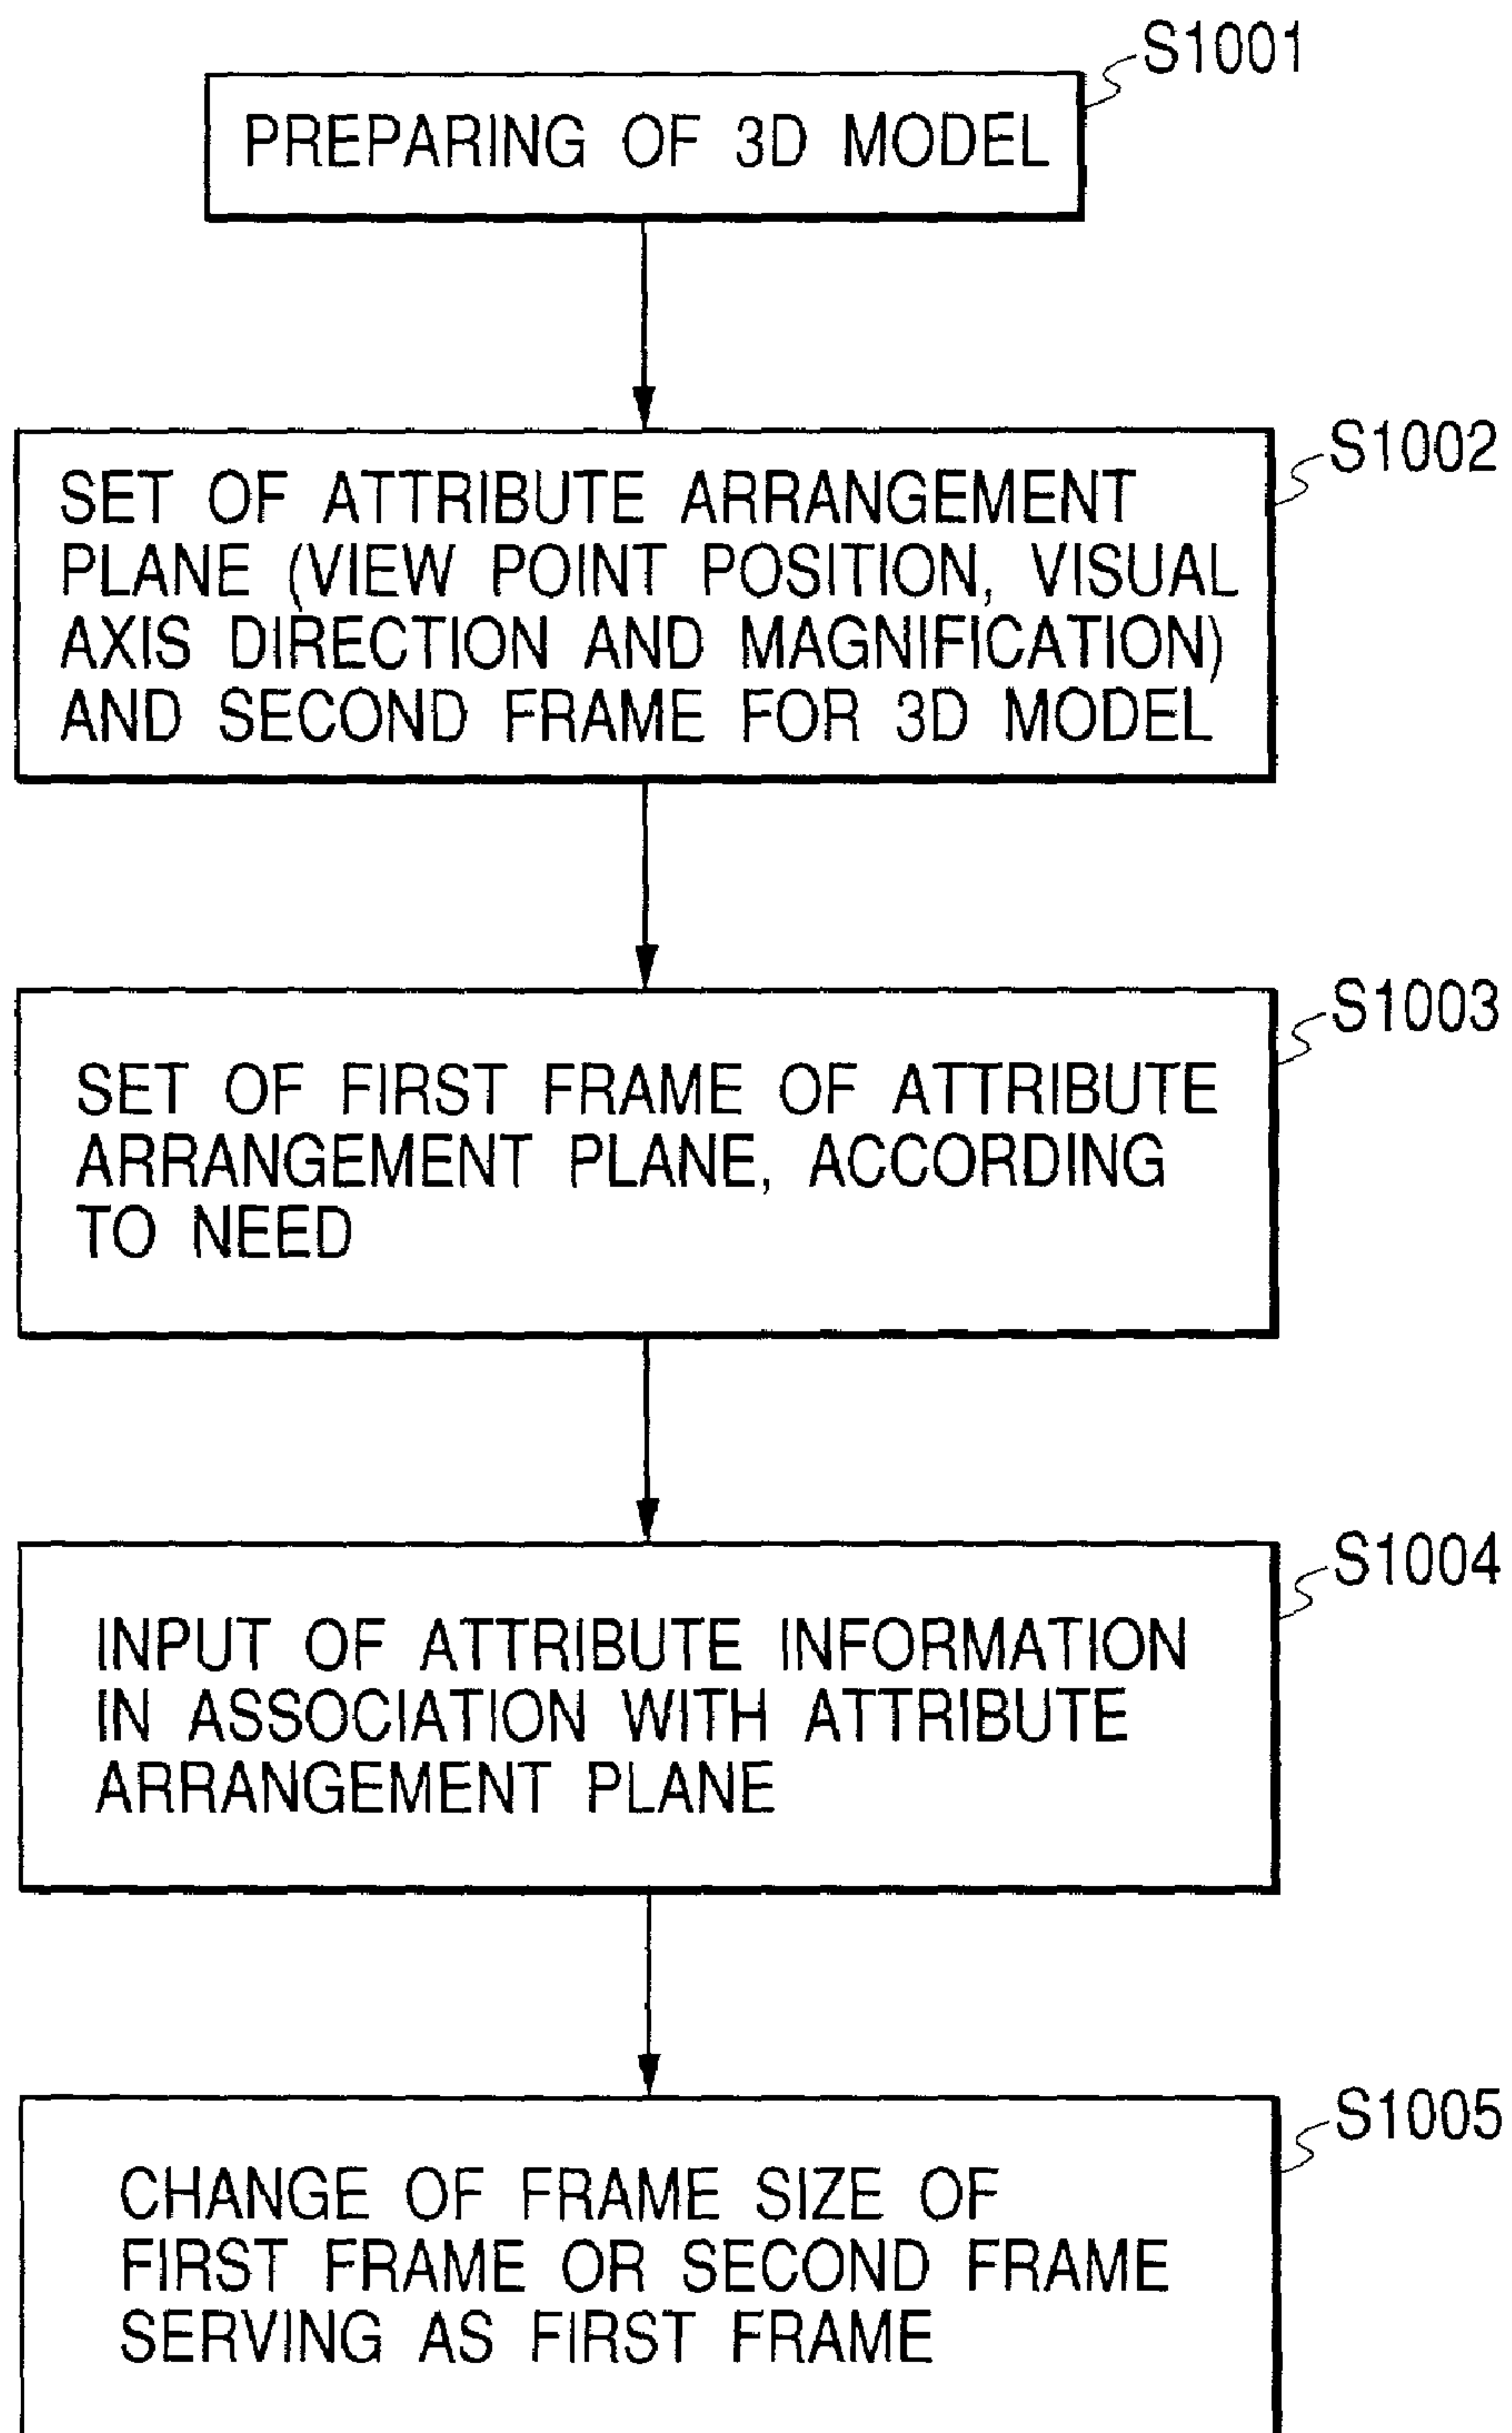 S1001
PREPARING OF 3D MODEL
S1002
SET OF ATTRIBUTE ARRANGEMENT
PLANE (VIEW POINT POSITION, VISUAL
AXIS DIRECTION AND MAGNIFICATION)
AND SECOND FRAME FOR 3D MODEL
S1003
SET OF FIRST FRAME OF ATTRIBUTE
ARRANGEMENT PLANE, ACCORDING
TO NEED
S1004
INPUT OF ATTRIBUTE INFORMATION
IN ASSOCIATION WITH ATTRIBUTE
ARRANGEMENT PLANE
S1005
CHANGE OF FRAME SIZE OF
FIRST FRAME OR SECOND FRAME
SERVING AS FIRST FRAME